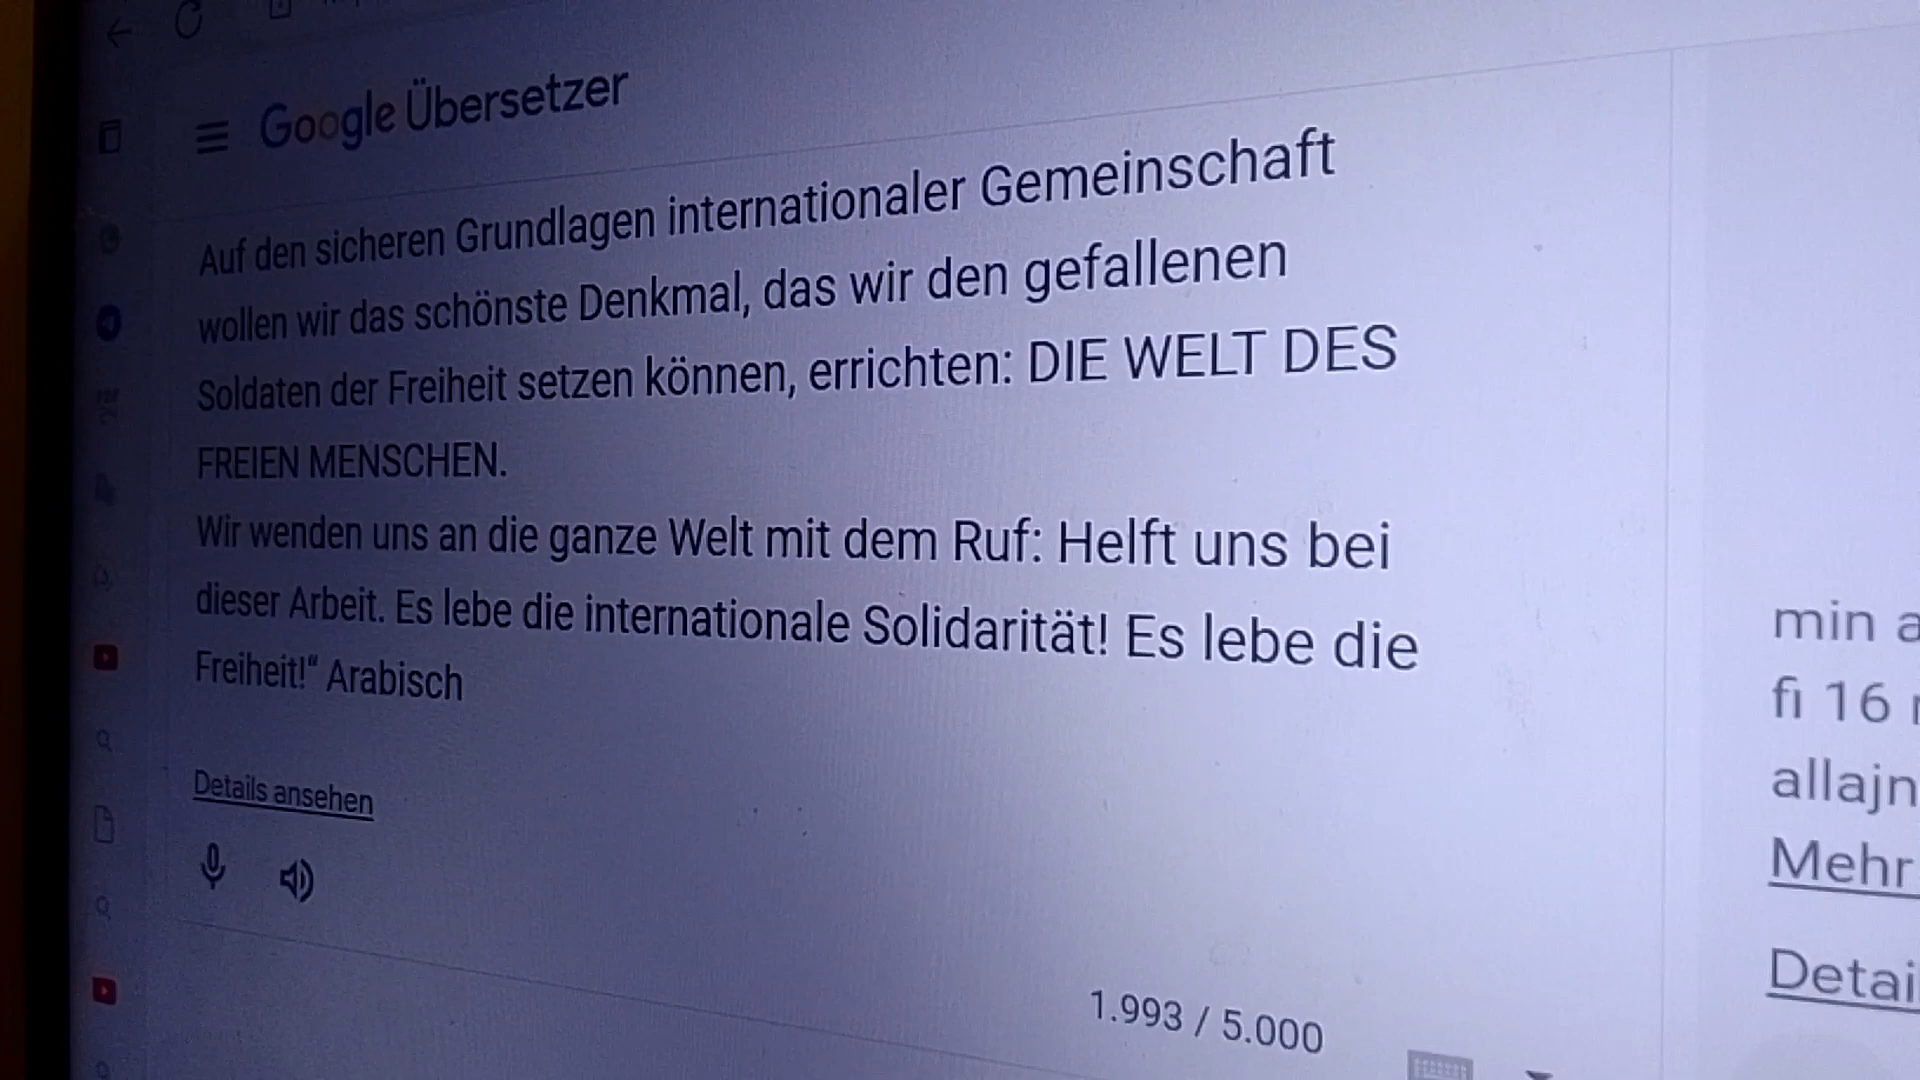 Google Übersetzer
Auf den sicheren Grundlagen internationaler Gemeinschaft
wollen wir das schönste Denkmal, das wir den gefallenen
Soldaten der Freiheit setzen können, errichten: DIE WELT DES
FREIEN MENSCHEN.
Wir wenden uns an die ganze Welt mit dem Ruf: Helft uns bei
dieser Arbeit. Es lebe die internationale Solidarität! Es lebe die
Freiheit!“ Arabisch
Details ansehen
1.993 / 5.000
min
fi 16
allajn
Mehr
Detai